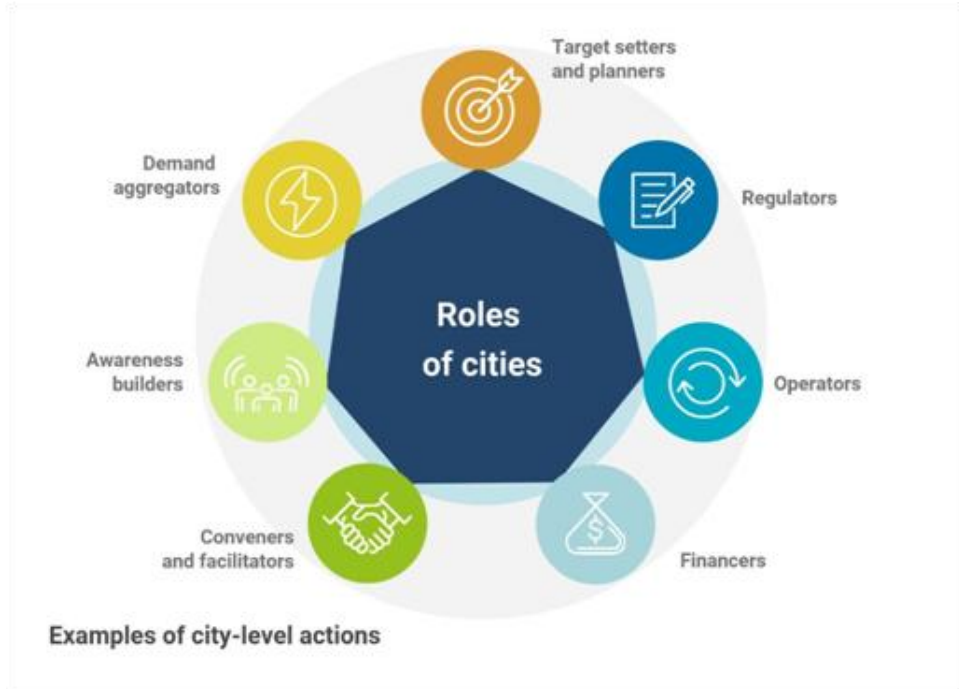 Target setters
and planners
Demand
aggregators
Regulators
Roles
of cities
Awareness
builders
Operators
$
Conveners
and facilitators
Financers
Examples of city-level actions